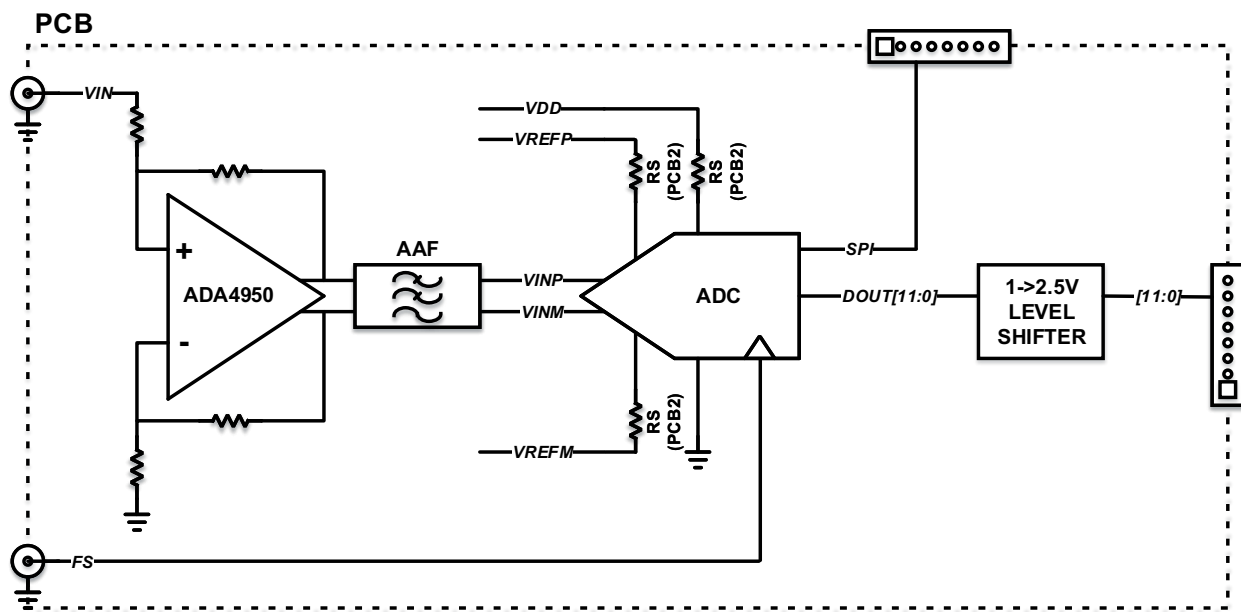 PCB
VIN
VDD
VREFP
RS
(PCB2)
RS
(PCB2)
+
ADA4950
-
AAF
VINP
VINM
ADC
SPI
DOUT[11:0]
1->2.5V
LEVEL
SHIFTER
[11:0]
RS
(PCB2)
VREFM
FS